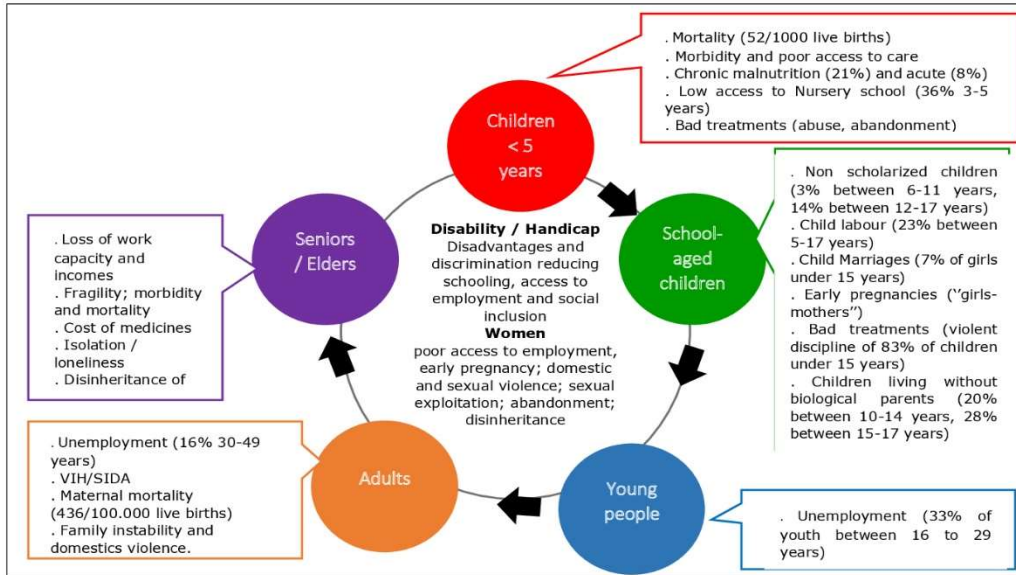 . Mortality (52/1000 live births)
. Morbidity and poor access to care
. Chronic malnutrition (21%) and acute (8%)
. Low access to Nursery school (36% 3-5
years)
. Bad treatments (abuse, abandonment)
Children
< 5
years
. Non scholarized children
(3% between 6-11 years,
14% between 12-17 years)
. Child labour (23% between
5-17 years)
. Child Marriages (7% of girls
under 15 years)
. Early pregnancies (‘’girls-
mothers’’)
. Bad treatments (violent
discipline of 83% of children
under 15 years)
. Children living without
biological parents (20%
between 10-14 years, 28%
between 15-17 years)
School-
aged
children
Disability / Handicap
Disadvantages and
discrimination reducing
schooling, access to
employment and social
inclusion
Women
poor access to employment,
early pregnancy; domestic
and sexual violence; sexual
exploitation; abandonment;
disinheritance
Seniors
/ Elders
. Loss of work
capacity and
incomes
. Fragility; morbidity
and mortality
. Cost of medicines
. Isolation /
loneliness
. Disinheritance of
. Unemployment (16% 30-49
years)
. VIH/SIDA
. Maternal mortality
(436/100.000 live births)
. Family instability and
domestics violence.
Adults
Young
people
. Unemployment (33% of
youth between 16 to 29
years)